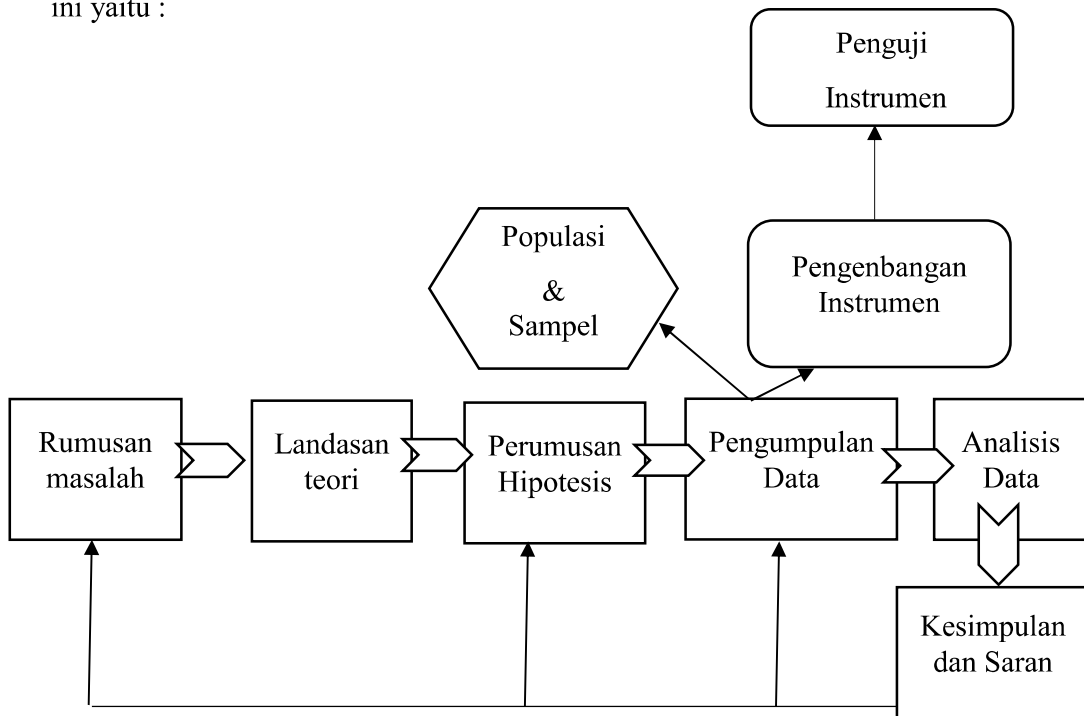 ini yaitu :
Penguji
Instrumen
Populasi
&
Sampel
Pengenbangan
Instrumen
Rumusan
masalah
Landasan
teori
Perumusan
Hipotesis
Pengumpulan
Data
Analisis
Data
Kesimpulan
dan Saran